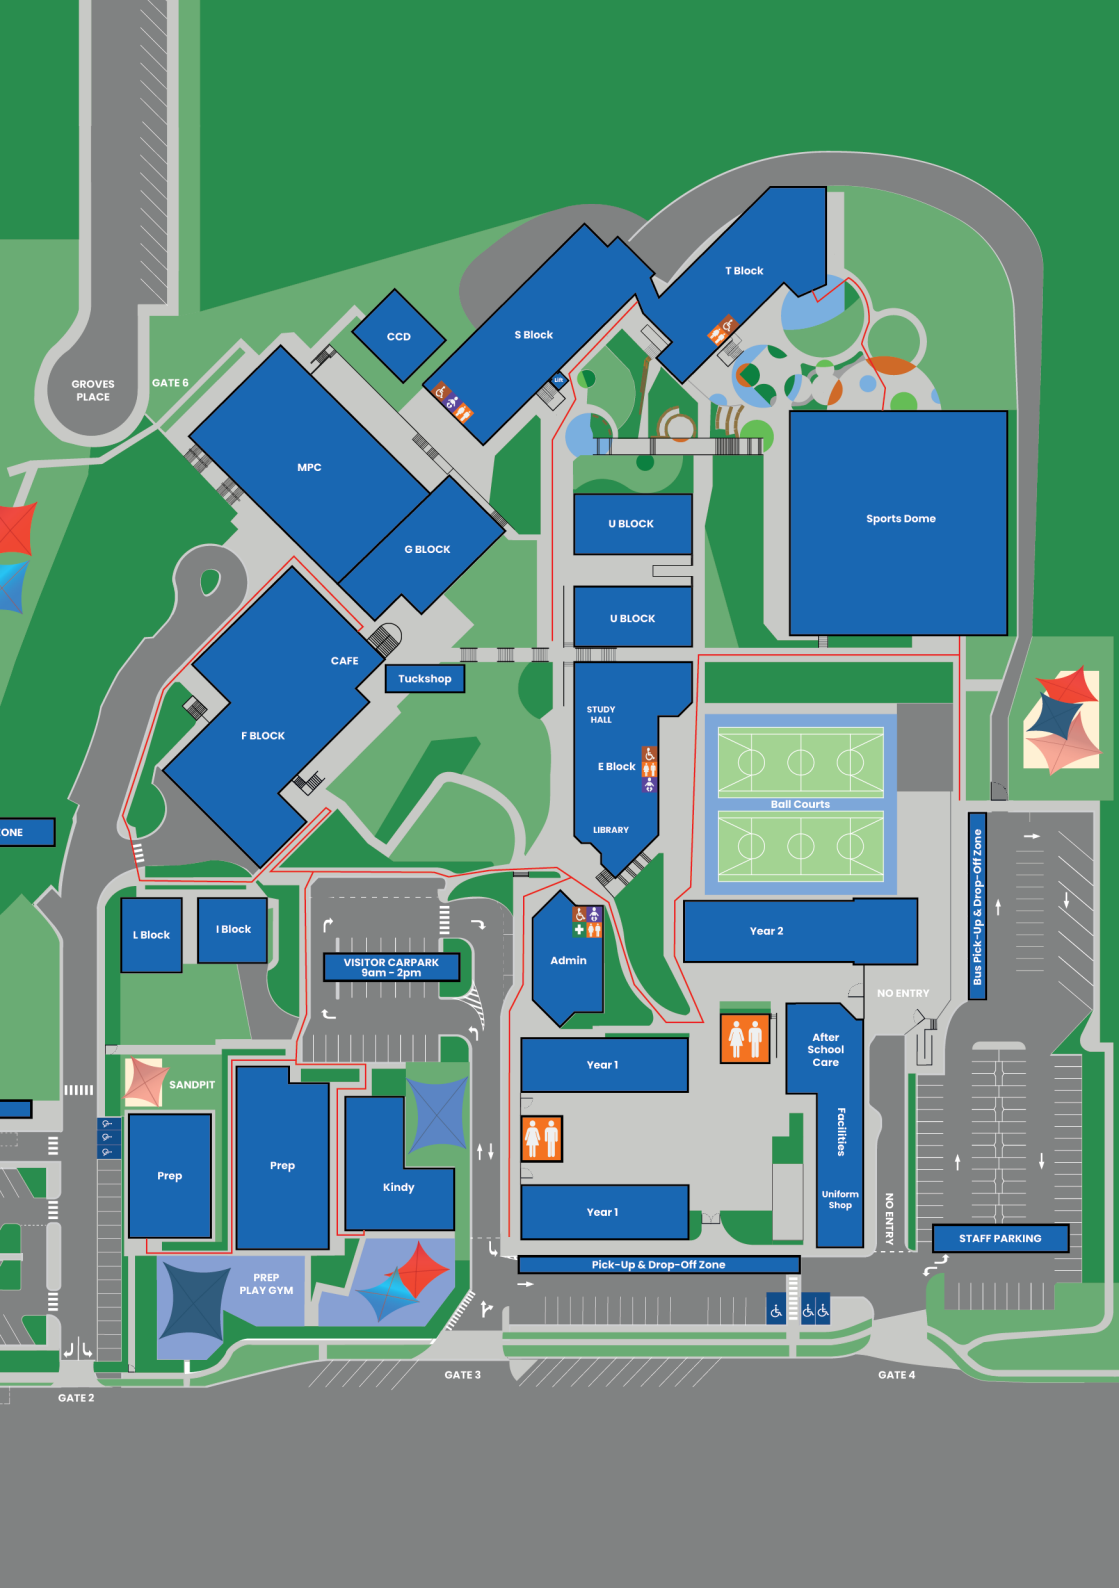 T Block
S Block
CCD
GROVES
PLACE
GATE 6
Lift
MPC
Sports Dome
U BLOCK
G BLOCK
U BLOCK
CAFE
Tuckshop
STUDY
HALL
F BLOCK
E Block
Ball Courts
LIBRARY
ONE
Bus Pick-Up & Drop-Off Zone
L Block
I Block
Year 2
VISITOR CARPARK
9am - 2pm
Admin
NO ENTRY
After
School
Care
Year 1
SANDPIT
Facilities
Prep
Prep
Kindy
Uniform
Shop
Year 1
NO ENTRY
STAFF PARKING
Pick-Up & Drop-Off Zone
PREP
PLAY GYM
GATE 3
GATE 4
GATE 2